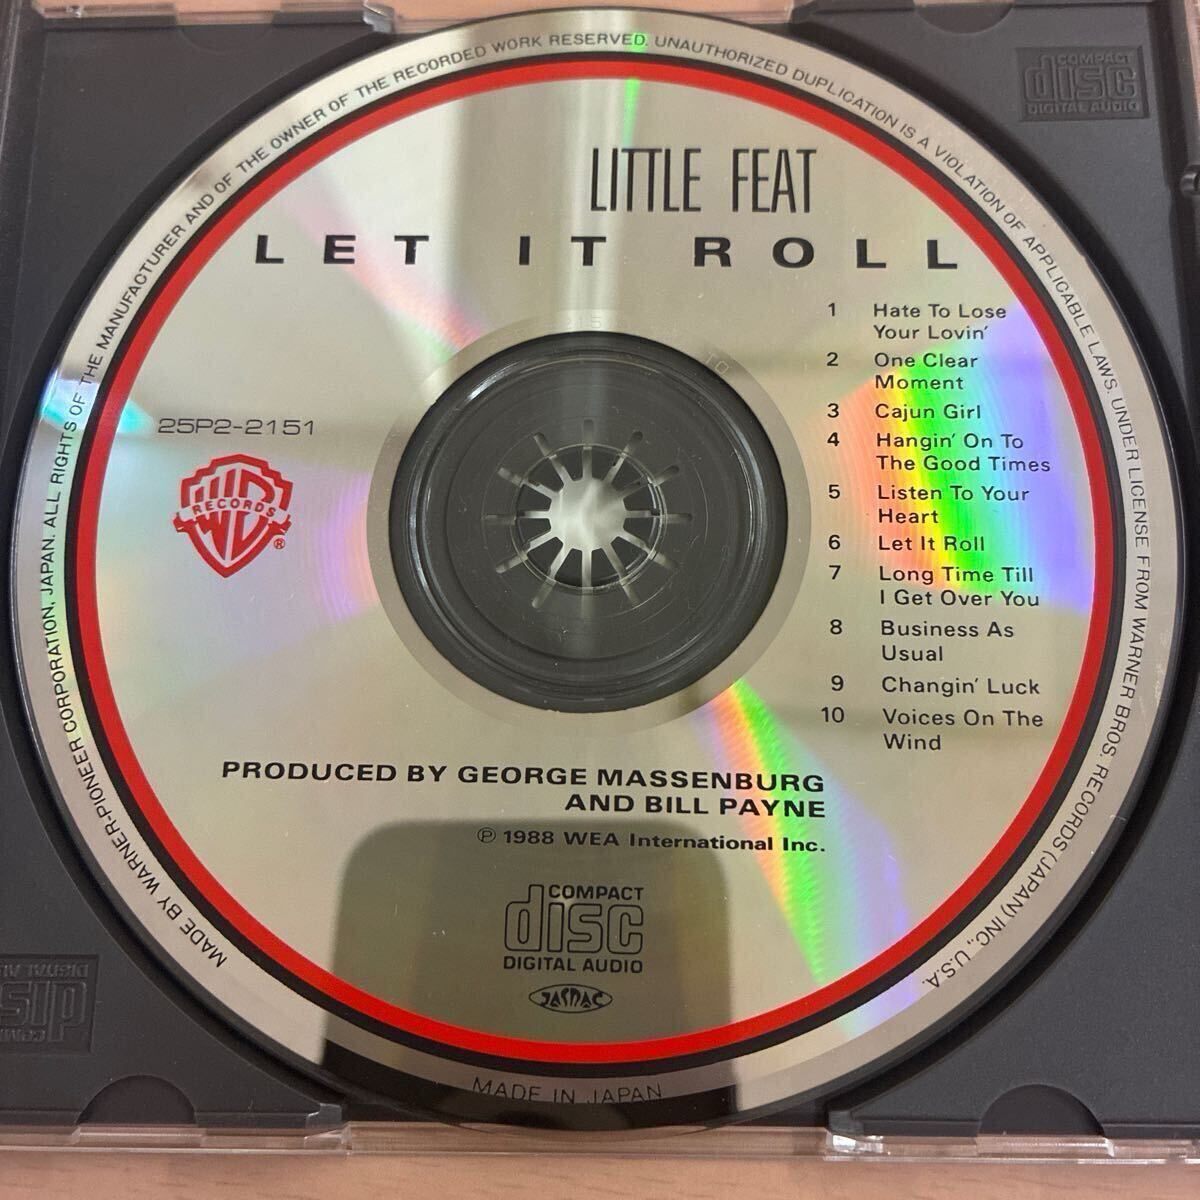 LITTLE FEAT
LET IT ROLL
1 Hate To Lose
Your Lovin'
2 One Clear
Moment
3 Cajun Girl
4 Hangin' On To
The Good Times
5 Listen To Your
Heart
6 Let It Roll
7 Long Time Till
I Get Over You
8 Business As
Usual
9 Changin' Luck
10 Voices On The
Wind
25P2-2151
WB
RECORDS
®
PRODUCED BY GEORGE MASSENBURG
AND BILL PAYNE
℗ 1988 WEA International Inc.
COMPACT
disc
DIGITAL AUDIO
JASRAC
MADE IN JAPAN
MADE BY WARNER-PIONEER CORPORATION, JAPAN. ALL RIGHTS OF THE MANUFACTURER AND OF THE OWNER OF THE RECORDED WORK RESERVED. UNAUTHORIZED DUPLICATION IS A VIOLATION OF APPLICABLE LAWS. UNDER LICENSE FROM WARNER BROS. RECORDS (JAPAN) INC., U.S.A.
COMPACT
disc
DIGITAL AUDIO